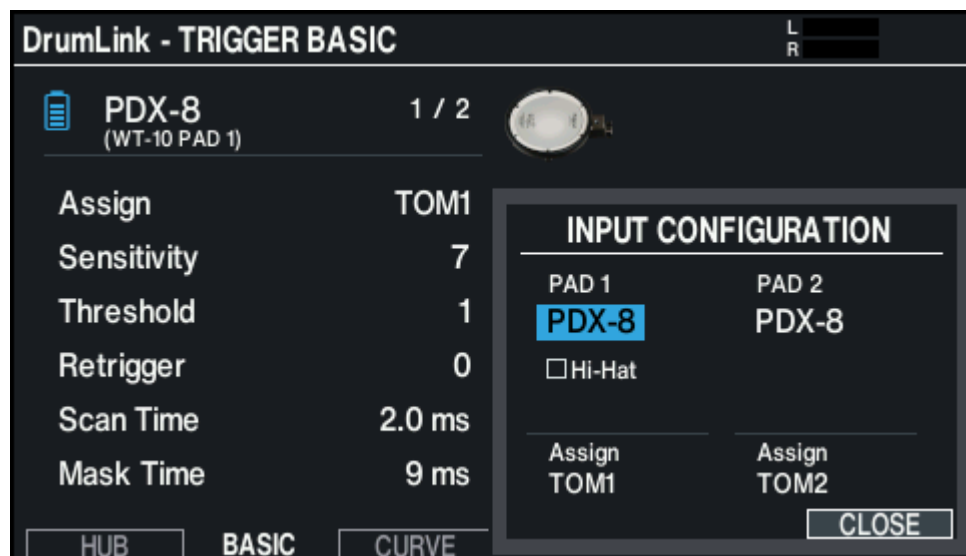 DrumLink - TRIGGER BASIC
L
R
PDX-8 1 / 2
(WT-10 PAD 1)
Assign TOM1
Sensitivity 7
Threshold 1
Retrigger 0
Scan Time 2.0 ms
Mask Time 9 ms
HUB BASIC CURVE
INPUT CONFIGURATION
PAD 1 PAD 2
PDX-8 PDX-8
Hi-Hat
Assign Assign
TOM1 TOM2
CLOSE